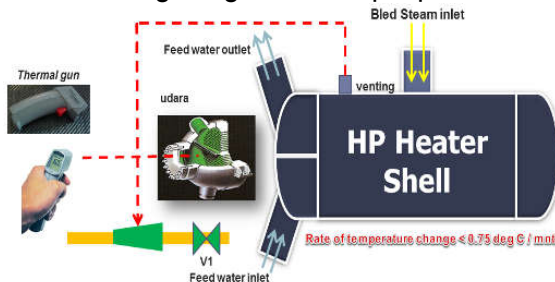 Bled Steam inlet
Feed water outlet
Thermal gun
venting
udara
HP Heater
Shell
Rate of temperature change < 0.75 deg C / mnt
V1
Feed water inlet